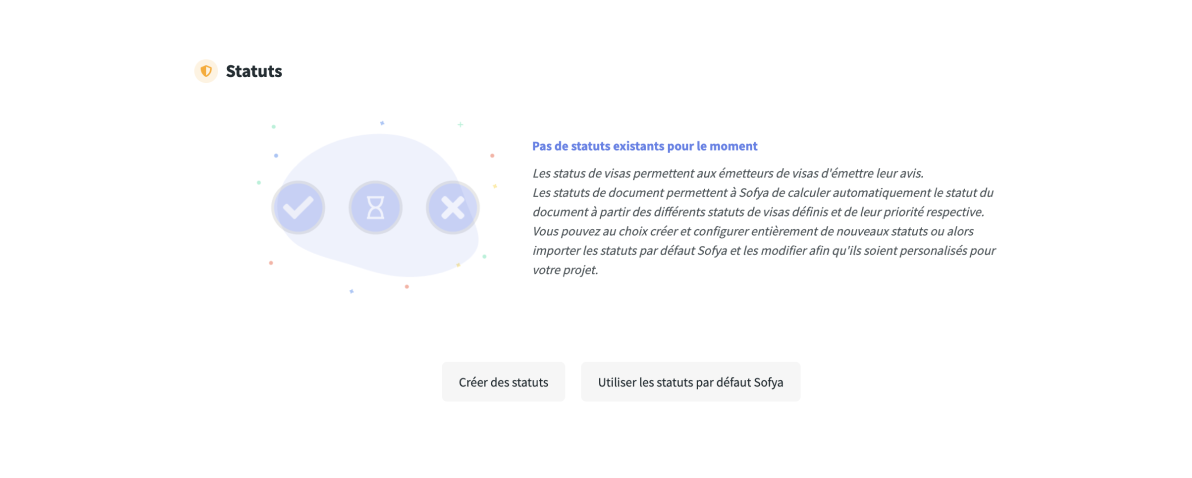 Statuts
Pas de statuts existants pour le moment
Les status de visas permettent aux émetteurs de visas d'émettre leur avis.
Les statuts de document permettent à Sofya de calculer automatiquement le statut du
document à partir des différents statuts de visas définis et de leur priorité respective.
Vous pouvez au choix créer et configurer entièrement de nouveaux statuts ou alors
importer les statuts par défaut Sofya et les modifier afin qu'ils soient personalisés pour
votre projet.
Créer des statuts
Utiliser les statuts par défaut Sofya